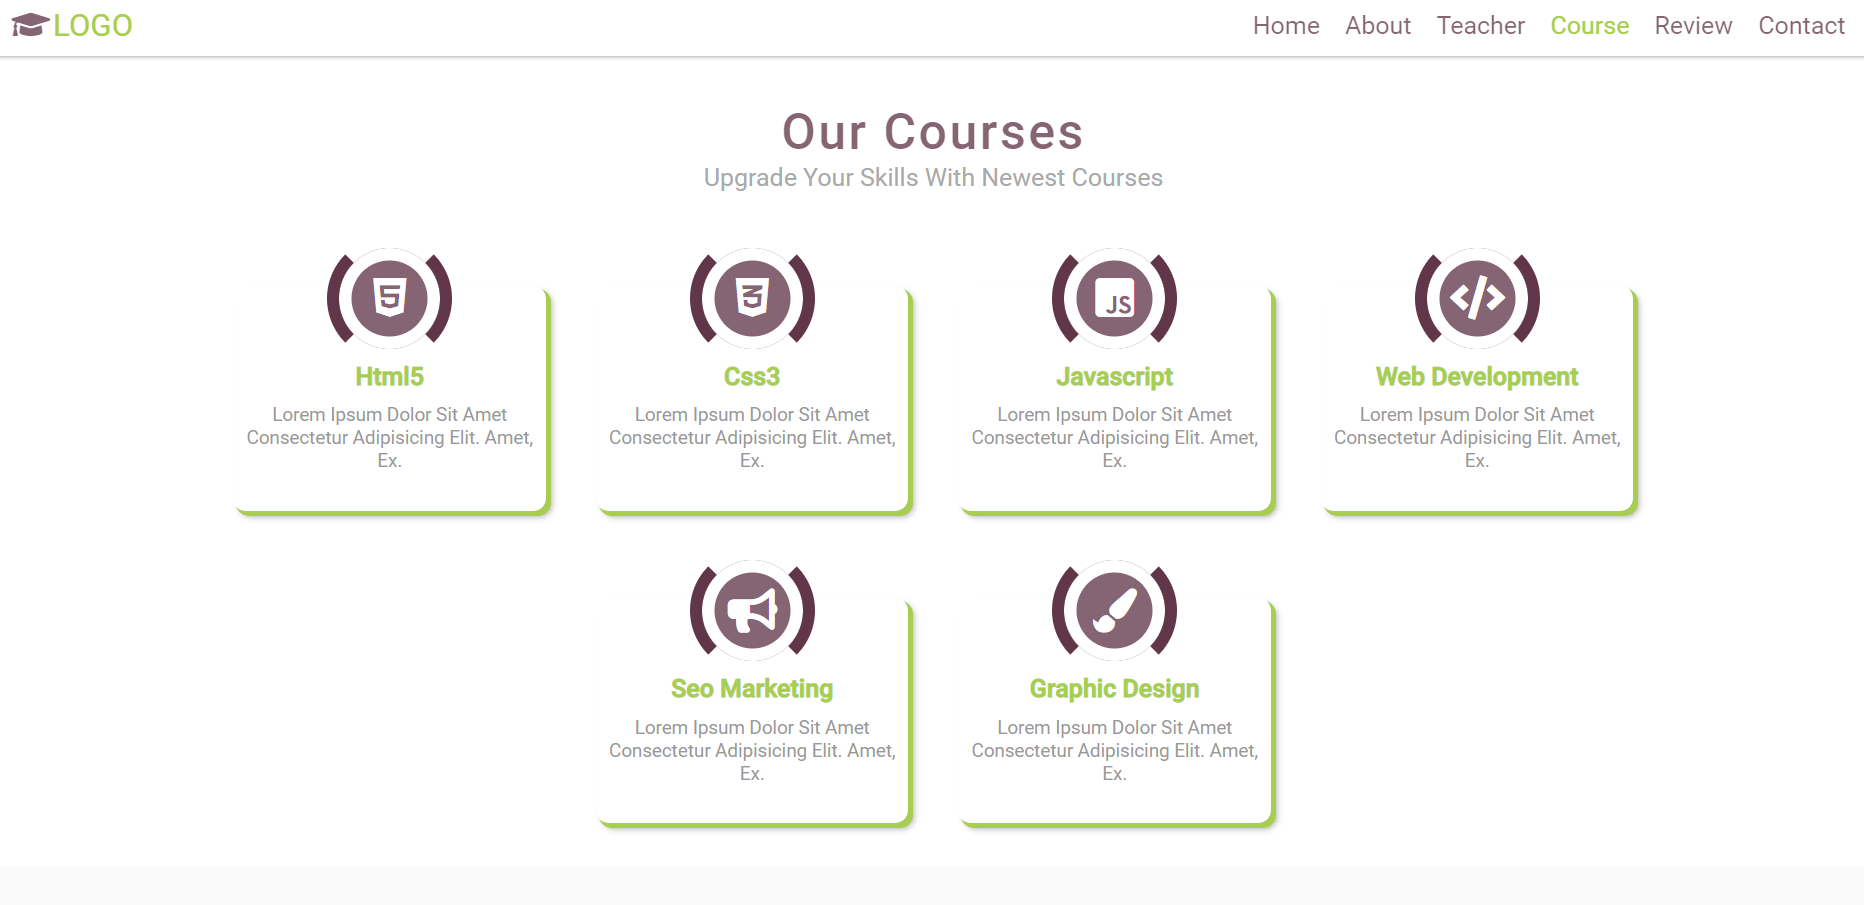 LOGO
Home About Teacher Course Review Contact
Our Courses
Upgrade Your Skills With Newest Courses
5
Html5
Lorem Ipsum Dolor Sit Amet
Consectetur Adipisicing Elit. Amet,
Ex.
3
Css3
Lorem Ipsum Dolor Sit Amet
Consectetur Adipisicing Elit. Amet,
Ex.
JS
Javascript
Lorem Ipsum Dolor Sit Amet
Consectetur Adipisicing Elit. Amet,
Ex.
</>
Web Development
Lorem Ipsum Dolor Sit Amet
Consectetur Adipisicing Elit. Amet,
Ex.
Seo Marketing
Lorem Ipsum Dolor Sit Amet
Consectetur Adipisicing Elit. Amet,
Ex.
Graphic Design
Lorem Ipsum Dolor Sit Amet
Consectetur Adipisicing Elit. Amet,
Ex.